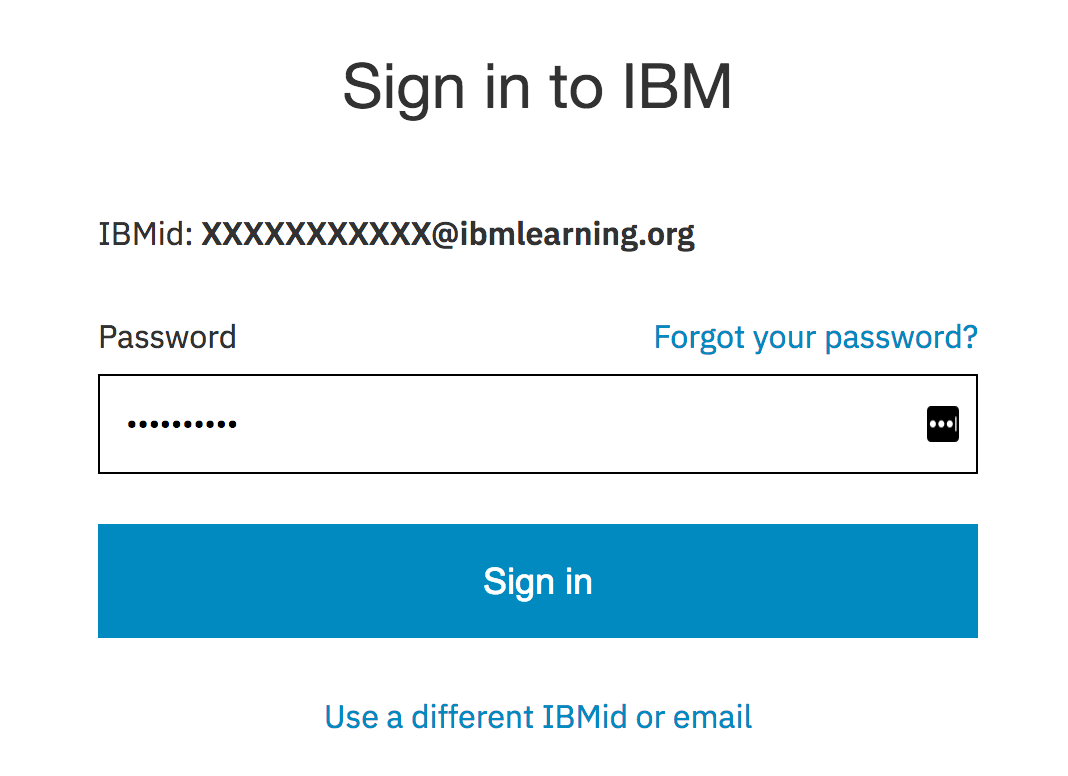 Sign in to IBM
IBMid: XXXXXXXXXXX@ibmlearning.org
Password
Forgot your password?
••••••••••
Sign in
Use a different IBMid or email